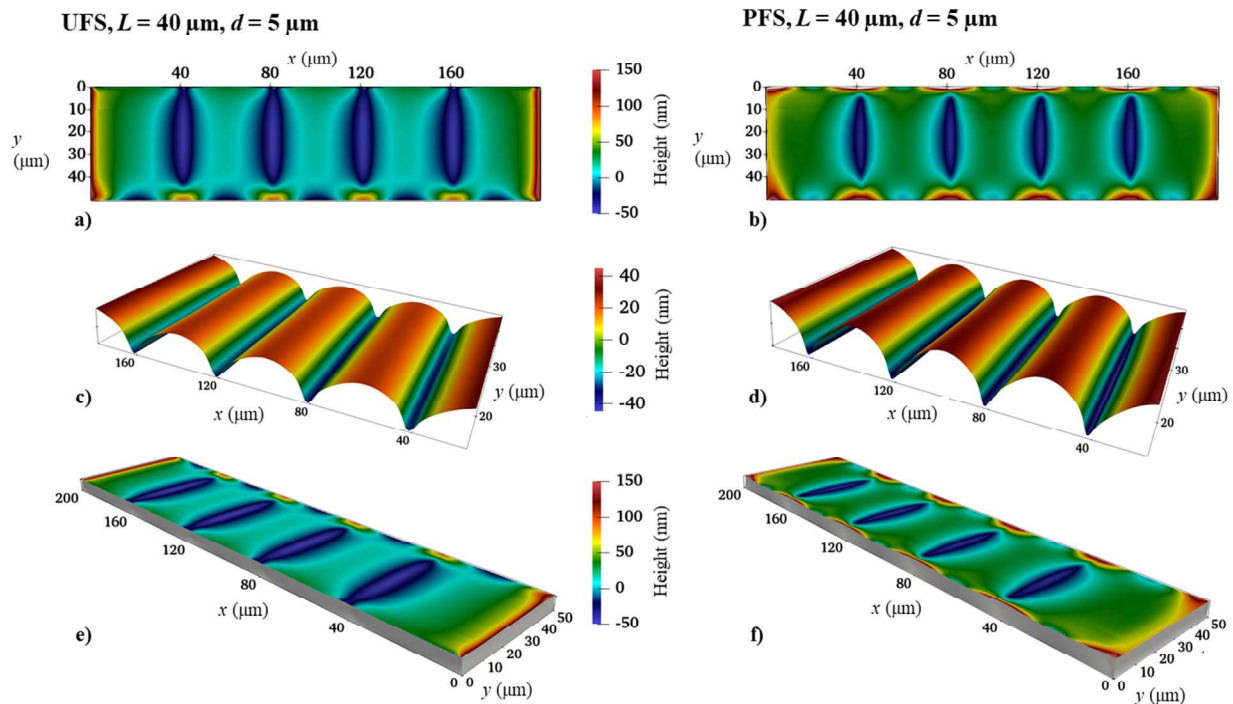 UFS, L = 40 μm, d = 5 μm
PFS, L = 40 μm, d = 5 μm
x (μm)
40 80 120 160
0
10
20
30
40
y
(μm)
a)
150
100
50
0
-50
Height (nm)
x (μm)
40 80 120 160
0
10
20
30
40
y
(μm)
b)
160
120
80
40
x (μm)
30
20
y (μm)
c)
40
20
0
-20
-40
Height (nm)
160
120
80
40
x (μm)
30
20
y (μm)
d)
200
160
120
80
40
0
x (μm)
0
10
20
30
40
50
y (μm)
e)
150
100
50
0
-50
Height (nm)
200
160
120
80
40
0
x (μm)
0
10
20
30
40
50
y (μm)
f)